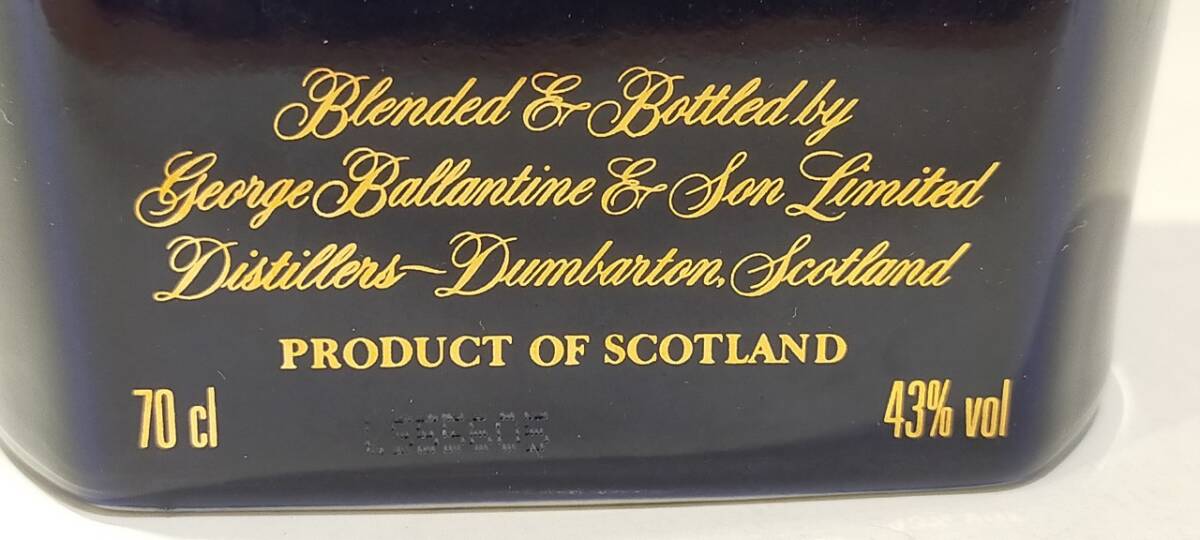 Blended & Bottled by
George Ballantine & Son Limited
Distillers~Dumbarton, Scotland
PRODUCT OF SCOTLAND
70 cl
43% vol